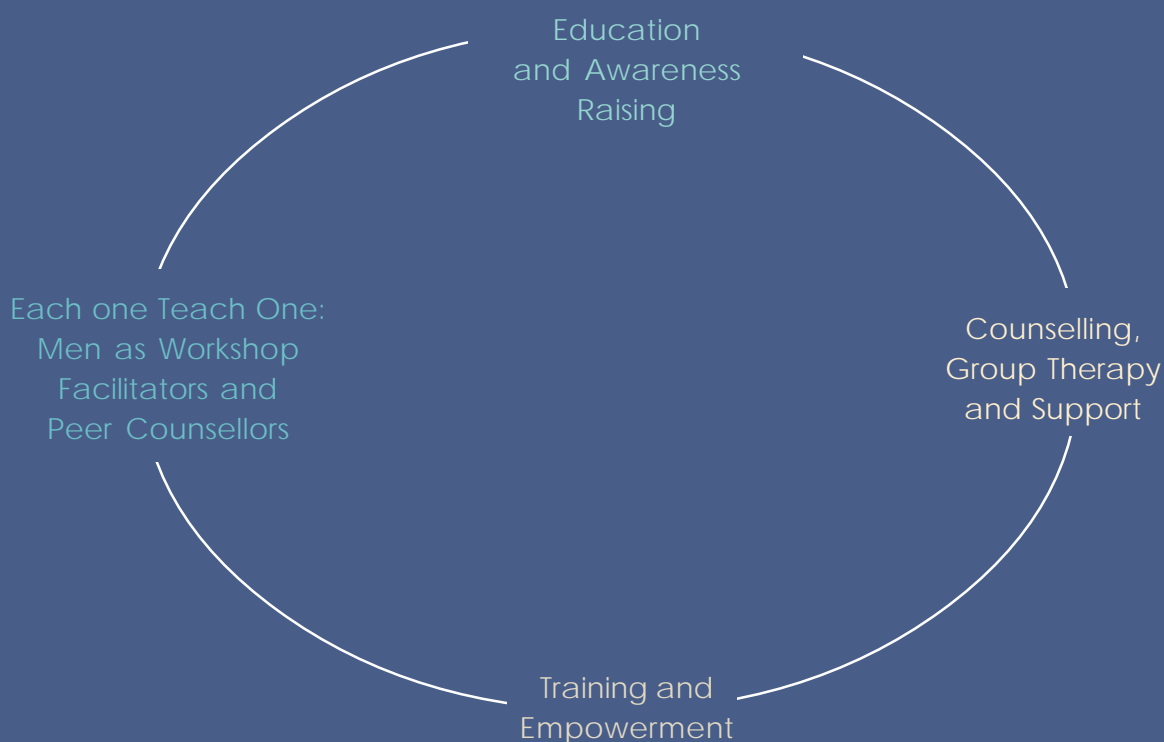 Education
and Awareness
Raising
Each one Teach One:
Men as Workshop
Facilitators and
Peer Counsellors
Counselling,
Group Therapy
and Support
Training and
Empowerment